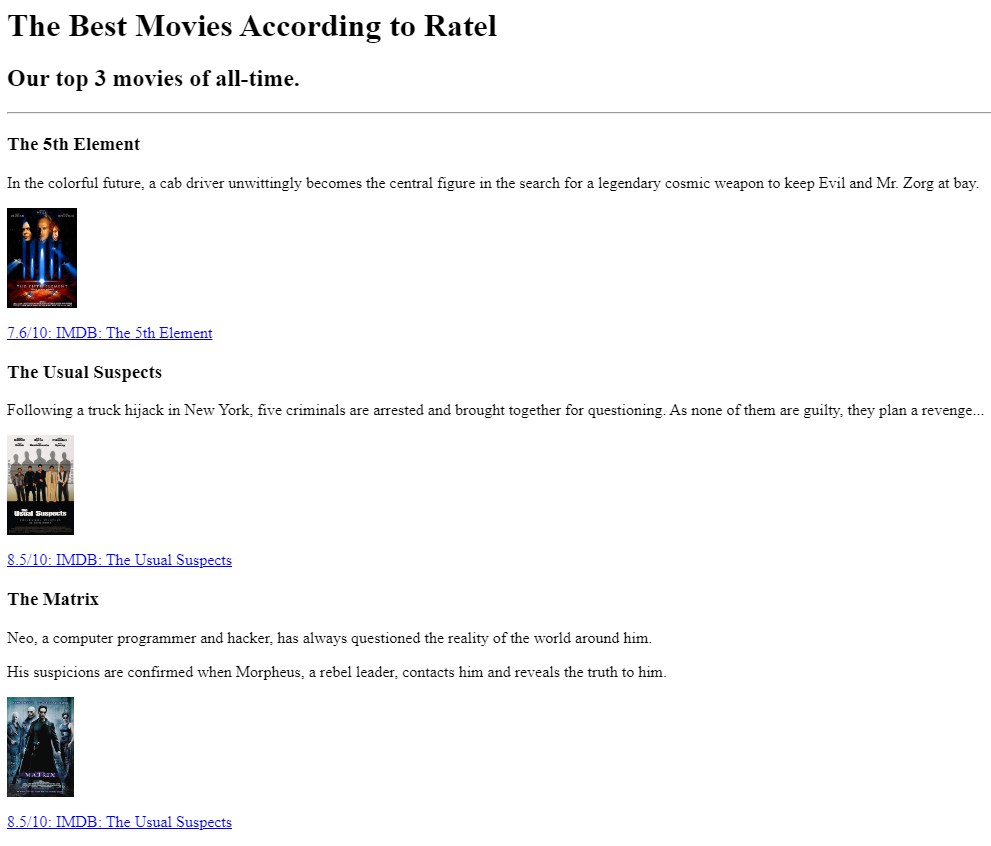 The Best Movies According to Ratel
Our top 3 movies of all-time.
The 5th Element
In the colorful future, a cab driver unwittingly becomes the central figure in the search for a legendary cosmic weapon to keep Evil and Mr. Zorg at bay.
THE FIFTH ELEMENT
7.6/10: IMDB: The 5th Element
The Usual Suspects
Following a truck hijack in New York, five criminals are arrested and brought together for questioning. As none of them are guilty, they plan a revenge...
The
Usual Suspects
8.5/10: IMDB: The Usual Suspects
The Matrix
Neo, a computer programmer and hacker, has always questioned the reality of the world around him.
His suspicions are confirmed when Morpheus, a rebel leader, contacts him and reveals the truth to him.
MATRIX
8.5/10: IMDB: The Usual Suspects